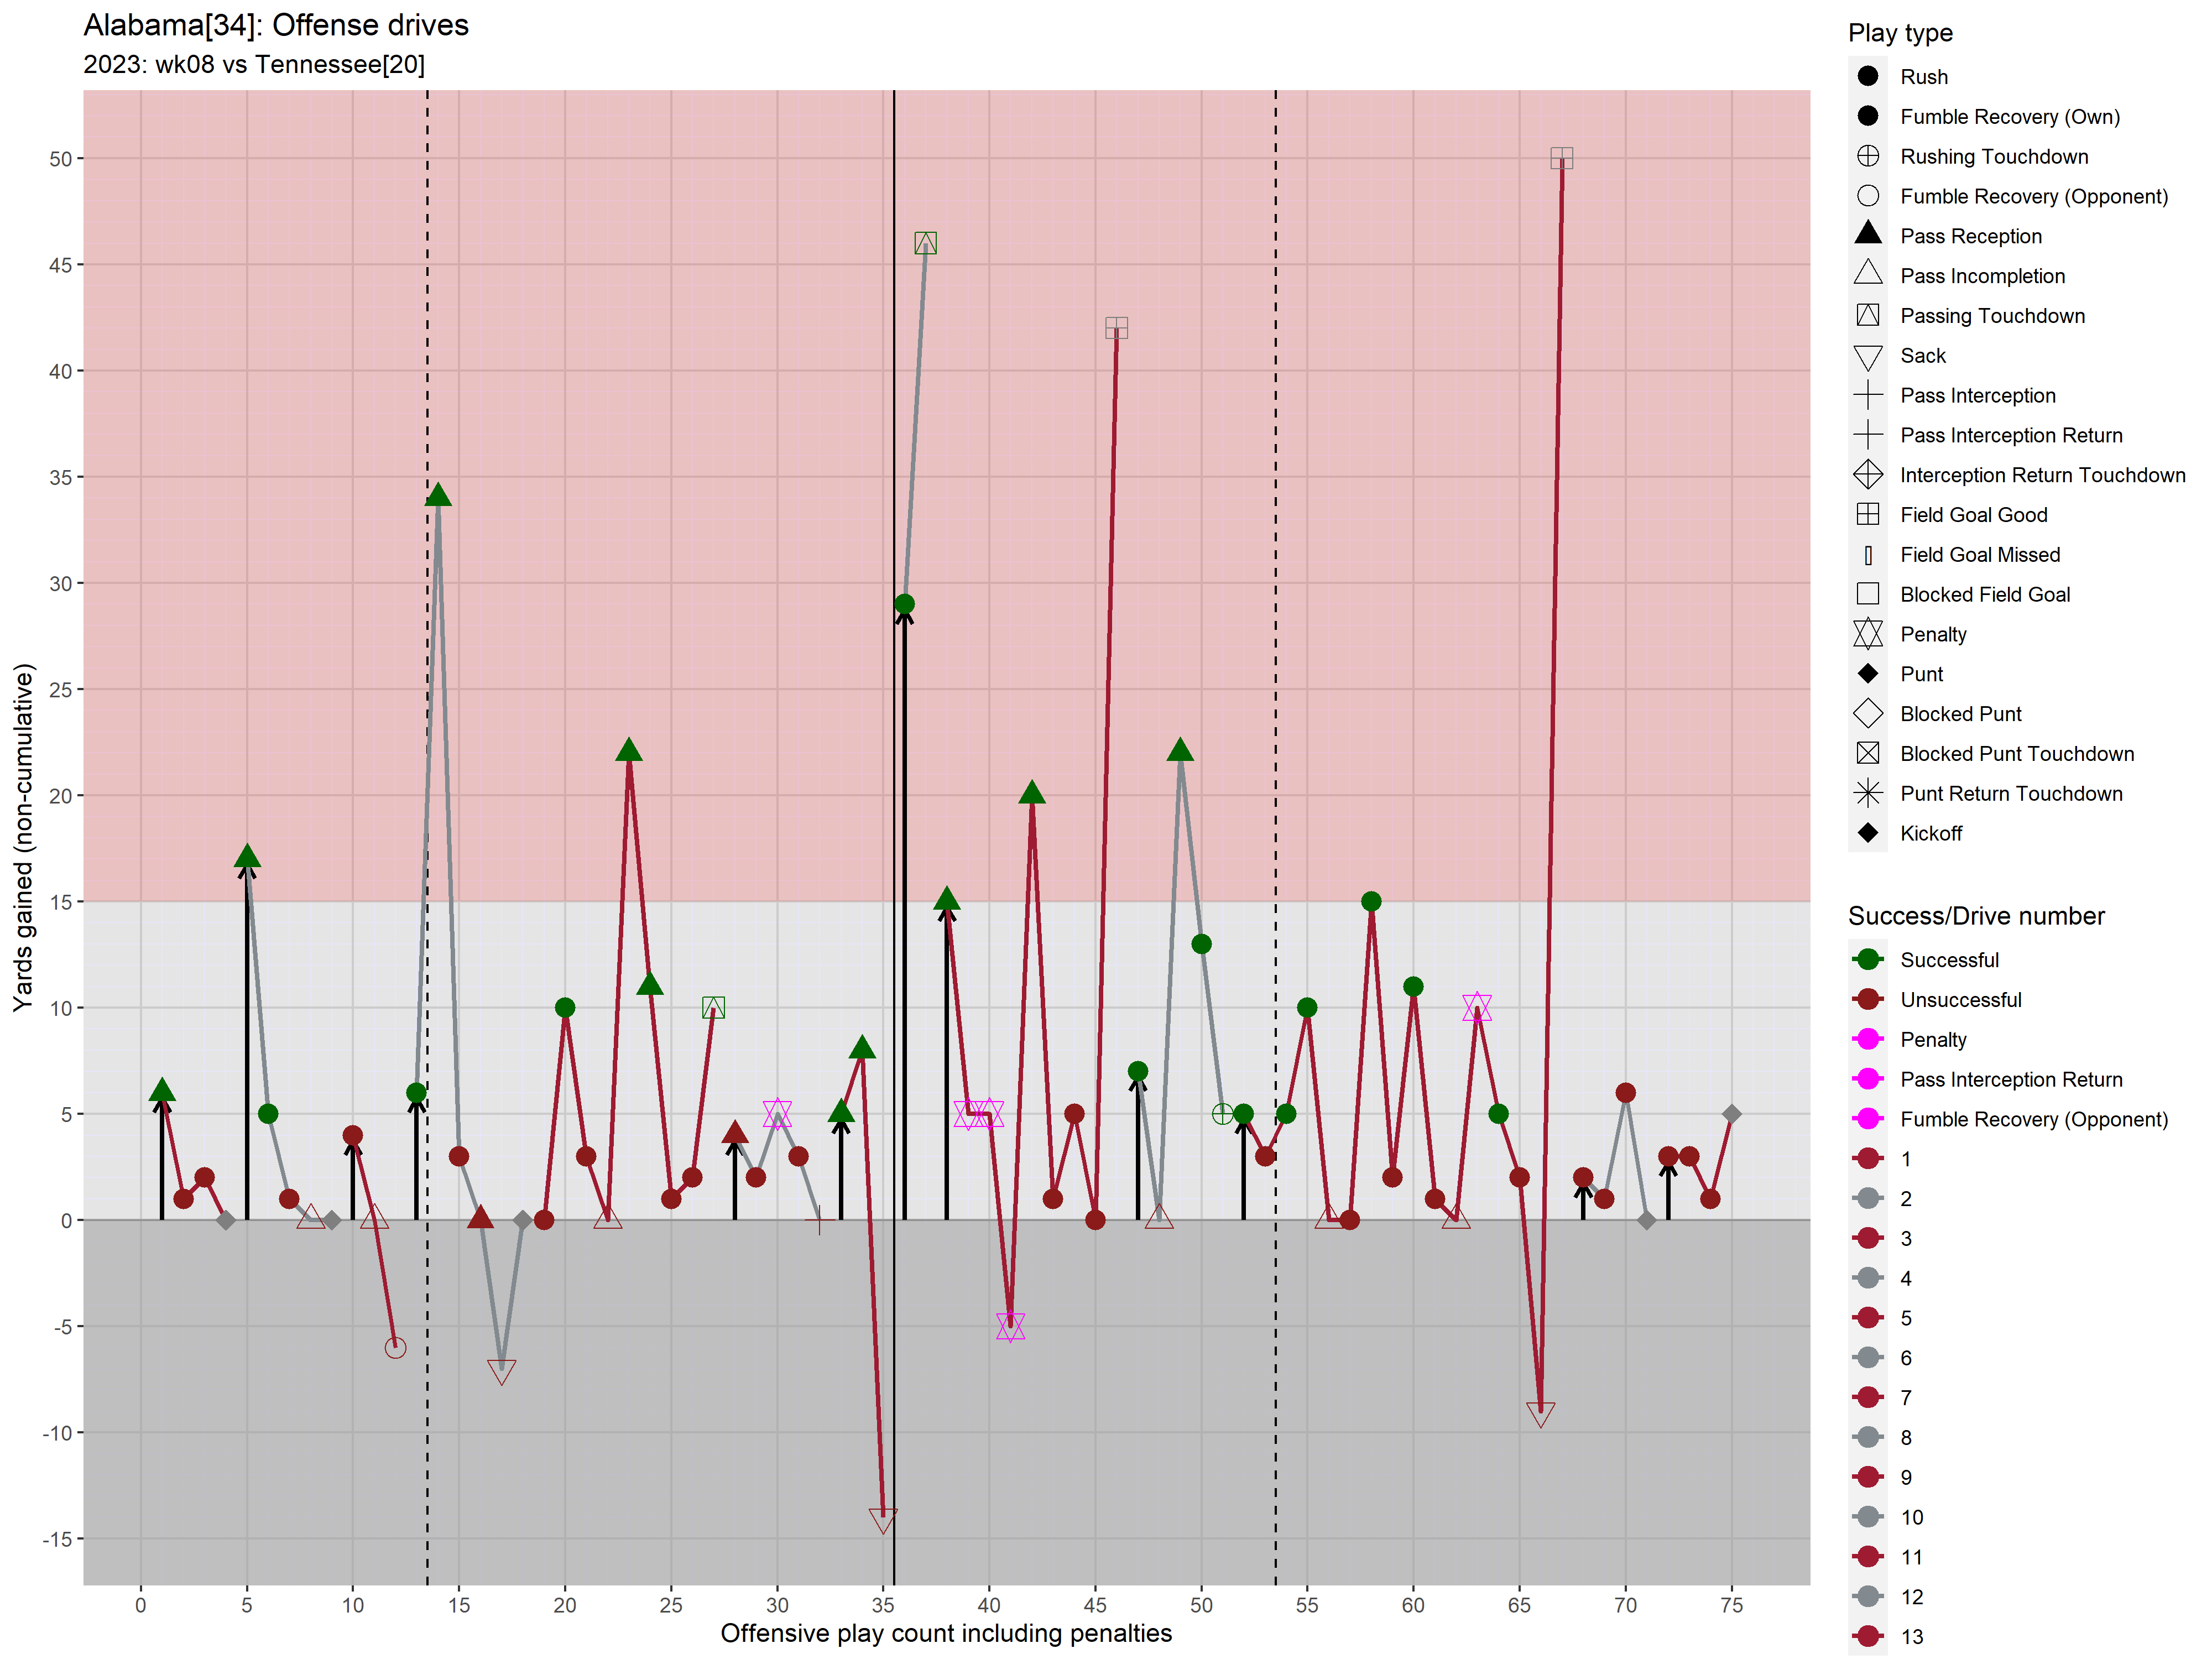 Alabama[34]: Offense drives
2023: wk08 vs Tennessee[20]
Yards gained (non-cumulative)
50
45
40
35
30
25
20
15
10
5
0
-5
-10
-15
0 5 10 15 20 25 30 35 40 45 50 55 60 65 70 75
Offensive play count including penalties
Play type
Rush
Fumble Recovery (Own)
Rushing Touchdown
Fumble Recovery (Opponent)
Pass Reception
Pass Incompletion
Passing Touchdown
Sack
Pass Interception
Pass Interception Return
Interception Return Touchdown
Field Goal Good
Field Goal Missed
Blocked Field Goal
Penalty
Punt
Blocked Punt
Blocked Punt Touchdown
Punt Return Touchdown
Kickoff
Success/Drive number
Successful
Unsuccessful
Penalty
Pass Interception Return
Fumble Recovery (Opponent)
1
2
3
4
5
6
7
8
9
10
11
12
13